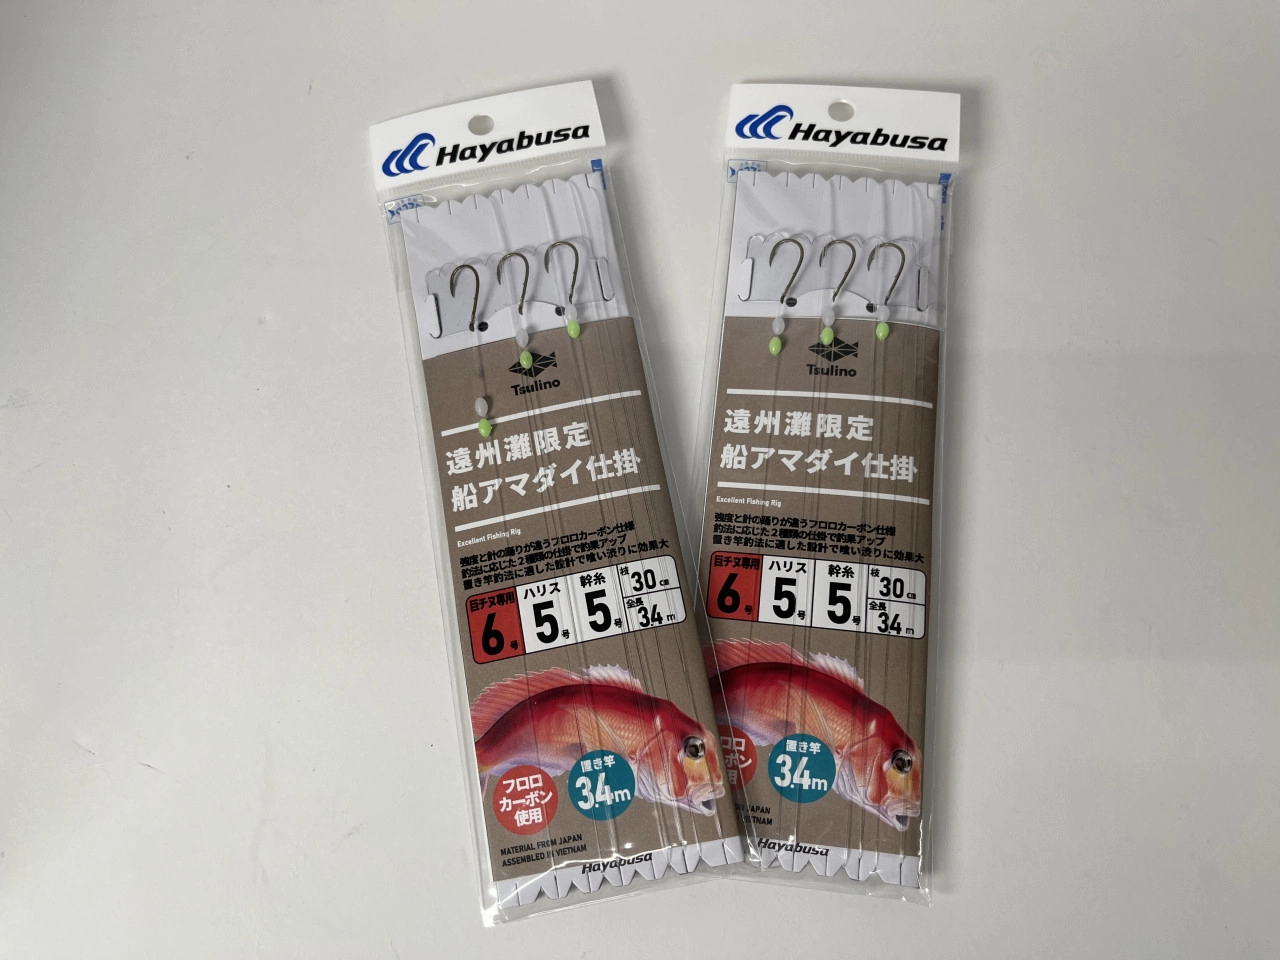 Hayabusa
Tsulino
遠州灘限定
船アマダイ仕掛
Excellent Fishing Rig
強度と針の踊りが違うフロロカーボン仕様
釣法に応じた2種類の仕掛で釣果アップ
置き竿釣法に適した設計で喰い渋りに効果大
巨チヌ専用 6号
ハリス 5号
幹糸 5号
枝 30cm
全長 3.4m
フロロ
カーボン
使用
置き竿
3.4m
MATERIAL FROM JAPAN
ASSEMBLED IN VIETNAM
Hayabusa
Hayabusa
Tsulino
遠州灘限定
船アマダイ仕掛
Excellent Fishing Rig
強度と針の踊りが違うフロロカーボン仕様
釣法に応じた2種類の仕掛で釣果アップ
置き竿釣法に適した設計で喰い渋りに効果大
巨チヌ専用 6号
ハリス 5号
幹糸 5号
枝 30cm
全長 3.4m
置き竿
3.4m
JAPAN
VIETNAM
Hayabusa